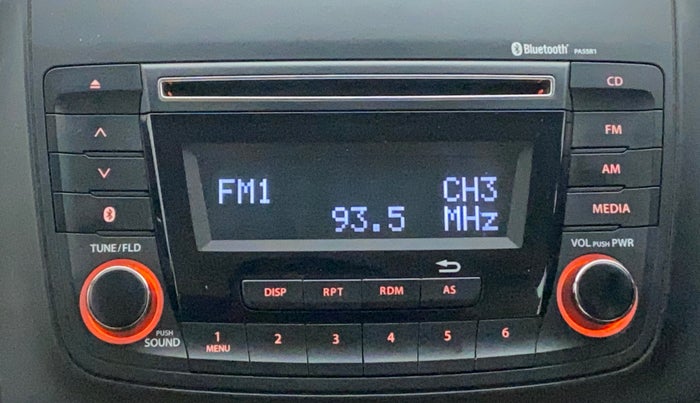 Bluetooth PA55R1
CD
FM
AM
MEDIA
FM1 CH3
93.5 MHz
TUNE/FLD
VOL PUSH PWR
DISP RPT RDM AS
PUSH
SOUND
1 2 3 4 5 6
MENU